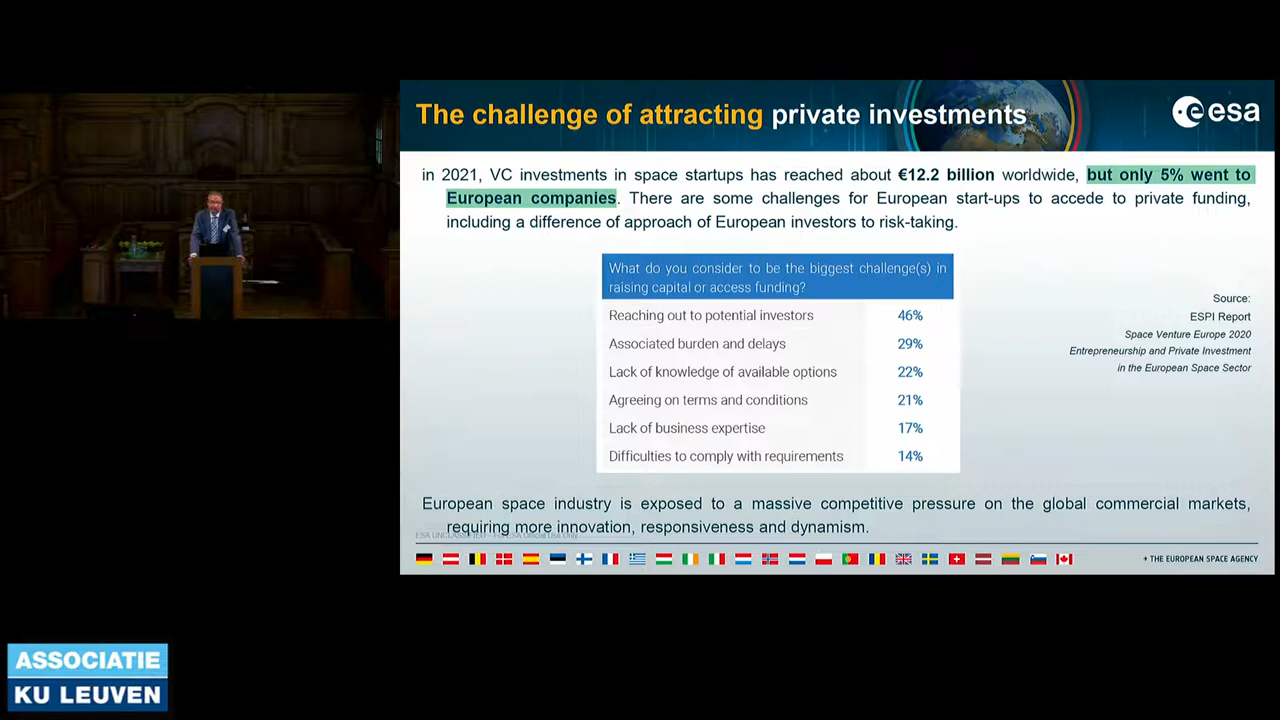 The challenge of attracting private investments
esa
in 2021, VC investments in space startups has reached about €12.2 billion worldwide, but only 5% went to
European companies. There are some challenges for European start-ups to accede to private funding,
including a difference of approach of European investors to risk-taking.
What do you consider to be the biggest challenge(s) in
raising capital or access funding?
Reaching out to potential investors 46%
Associated burden and delays 29%
Lack of knowledge of available options 22%
Agreeing on terms and conditions 21%
Lack of business expertise 17%
Difficulties to comply with requirements 14%
Source:
ESPI Report
Space Venture Europe 2020
Entrepreneurship and Private Investment
in the European Space Sector
European space industry is exposed to a massive competitive pressure on the global commercial markets,
requiring more innovation, responsiveness and dynamism.
ESA UNCLASSIFIED - For ESA Official Use Only
→ THE EUROPEAN SPACE AGENCY
ASSOCIATIE
KU LEUVEN